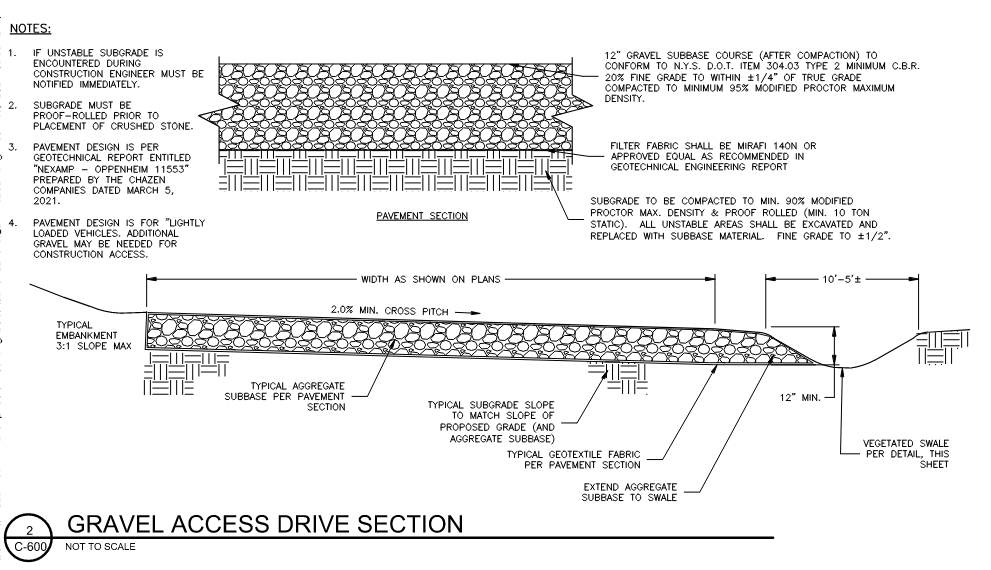 NOTES:
1. IF UNSTABLE SUBGRADE IS
ENCOUNTERED DURING
CONSTRUCTION ENGINEER MUST BE
NOTIFIED IMMEDIATELY.
2. SUBGRADE MUST BE
PROOF-ROLLED PRIOR TO
PLACEMENT OF CRUSHED STONE.
3. PAVEMENT DESIGN IS PER
GEOTECHNICAL REPORT ENTITLED
"NEXAMP - OPPENHEIM 11553"
PREPARED BY THE CHAZEN
COMPANIES DATED MARCH 5,
2021.
4. PAVEMENT DESIGN IS FOR "LIGHTLY
LOADED VEHICLES. ADDITIONAL
GRAVEL MAY BE NEEDED FOR
CONSTRUCTION ACCESS.
12" GRAVEL SUBBASE COURSE (AFTER COMPACTION) TO
CONFORM TO N.Y.S. D.O.T. ITEM 304.03 TYPE 2 MINIMUM C.B.R.
20% FINE GRADE TO WITHIN ±1/4" OF TRUE GRADE
COMPACTED TO MINIMUM 95% MODIFIED PROCTOR MAXIMUM
DENSITY.
FILTER FABRIC SHALL BE MIRAFI 140N OR
APPROVED EQUAL AS RECOMMENDED IN
GEOTECHNICAL ENGINEERING REPORT
SUBGRADE TO BE COMPACTED TO MIN. 90% MODIFIED
PROCTOR MAX. DENSITY & PROOF ROLLED (MIN. 10 TON
STATIC). ALL UNSTABLE AREAS SHALL BE EXCAVATED AND
REPLACED WITH SUBBASE MATERIAL. FINE GRADE TO ±1/2".
PAVEMENT SECTION
WIDTH AS SHOWN ON PLANS
10'-5'±
2.0% MIN. CROSS PITCH
TYPICAL
EMBANKMENT
3:1 SLOPE MAX
TYPICAL AGGREGATE
SUBBASE PER PAVEMENT
SECTION
TYPICAL SUBGRADE SLOPE
TO MATCH SLOPE OF
PROPOSED GRADE (AND
AGGREGATE SUBBASE)
12" MIN.
TYPICAL GEOTEXTILE FABRIC
PER PAVEMENT SECTION
VEGETATED SWALE
PER DETAIL, THIS
SHEET
EXTEND AGGREGATE
SUBBASE TO SWALE
2
C-600
GRAVEL ACCESS DRIVE SECTION
NOT TO SCALE